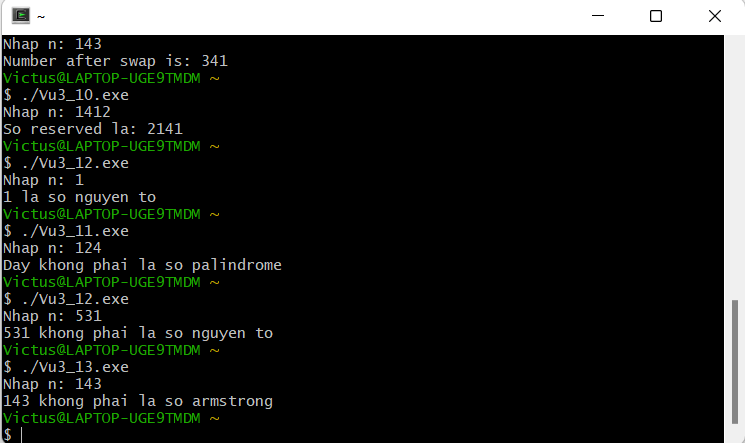 ~
Nhap n: 143
Number after swap is: 341
Victus@LAPTOP-UGE9TMDM ~
$ ./Vu3_10.exe
Nhap n: 1412
So reserved la: 2141
Victus@LAPTOP-UGE9TMDM ~
$ ./Vu3_12.exe
Nhap n: 1
1 la so nguyen to
Victus@LAPTOP-UGE9TMDM ~
$ ./Vu3_11.exe
Nhap n: 124
Day khong phai la so palindrome
Victus@LAPTOP-UGE9TMDM ~
$ ./Vu3_12.exe
Nhap n: 531
531 khong phai la so nguyen to
Victus@LAPTOP-UGE9TMDM ~
$ ./Vu3_13.exe
Nhap n: 143
143 khong phai la so armstrong
Victus@LAPTOP-UGE9TMDM ~
$